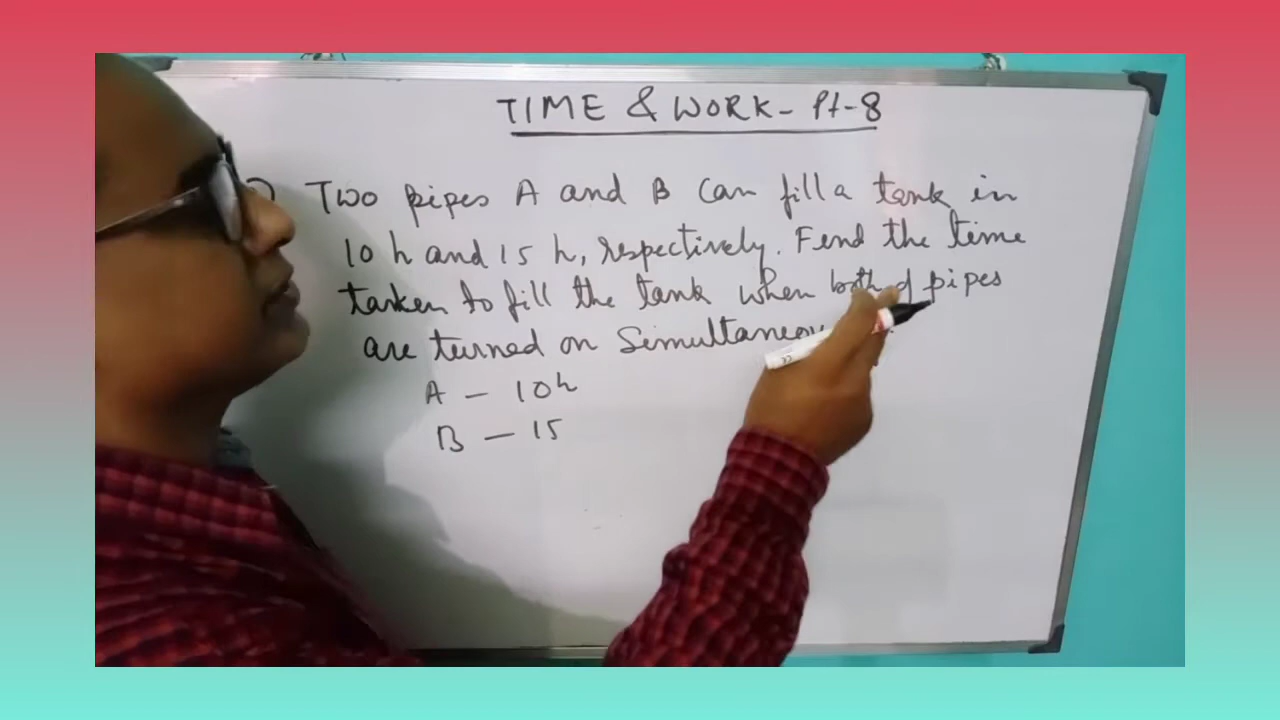 TIME & WORK - Pt-8
Two pipes A and B can fill a tank in
10 h and 15 h, respectively. Find the time
taken to fill the tank when both pipes
are turned on
A - 10h
B - 15